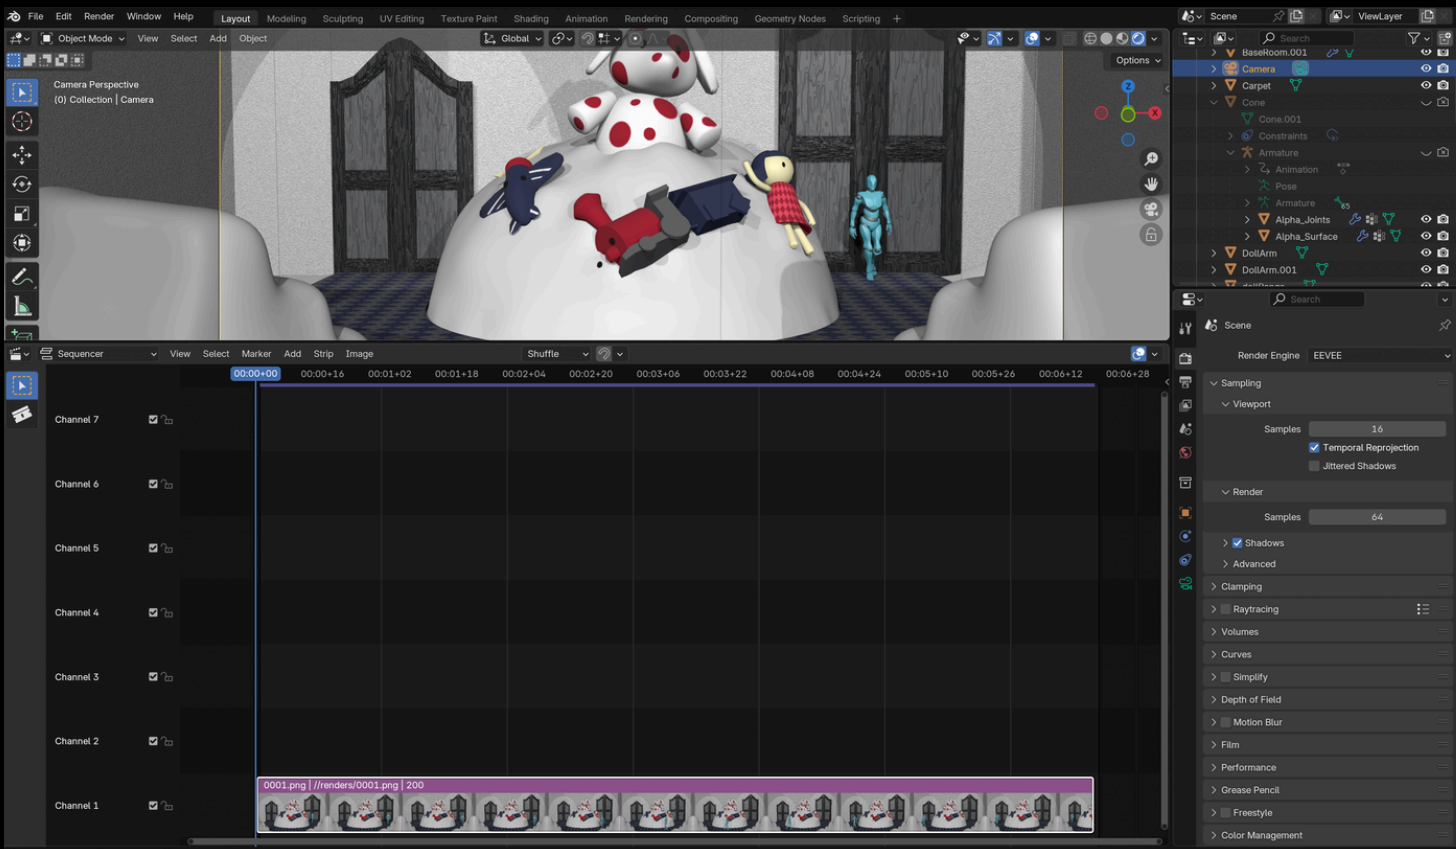 File Edit Render Window Help Layout Modeling Sculpting UV Editing Texture Paint Shading Animation Rendering Compositing Geometry Nodes Scripting + Scene ViewLayer
Object Mode View Select Add Object Global Search
Options
Camera Perspective
(0) Collection | Camera
Z
X
BaseRoom.001
Camera
Carpet
Cone
Cone.001
Constraints
Armature
Animation
Pose
Armature 65
Alpha_Joints
Alpha_Surface
DollArm
DollArm.001
Search
Scene
Render Engine EEVEE
Sampling
Viewport
Samples 16
Temporal Reprojection
Jittered Shadows
Render
Samples 64
Shadows
Advanced
Clamping
Raytracing
Volumes
Curves
Simplify
Depth of Field
Motion Blur
Film
Performance
Grease Pencil
Freestyle
Color Management
Sequencer View Select Marker Add Strip Image Shuffle
00:00+00 00:00+16 00:01+02 00:01+18 00:02+04 00:02+20 00:03+06 00:03+22 00:04+08 00:04+24 00:05+10 00:05+26 00:06+12 00:06+28
Channel 7
Channel 6
Channel 5
Channel 4
Channel 3
Channel 2
Channel 1
0001.png | //renders/0001.png | 200